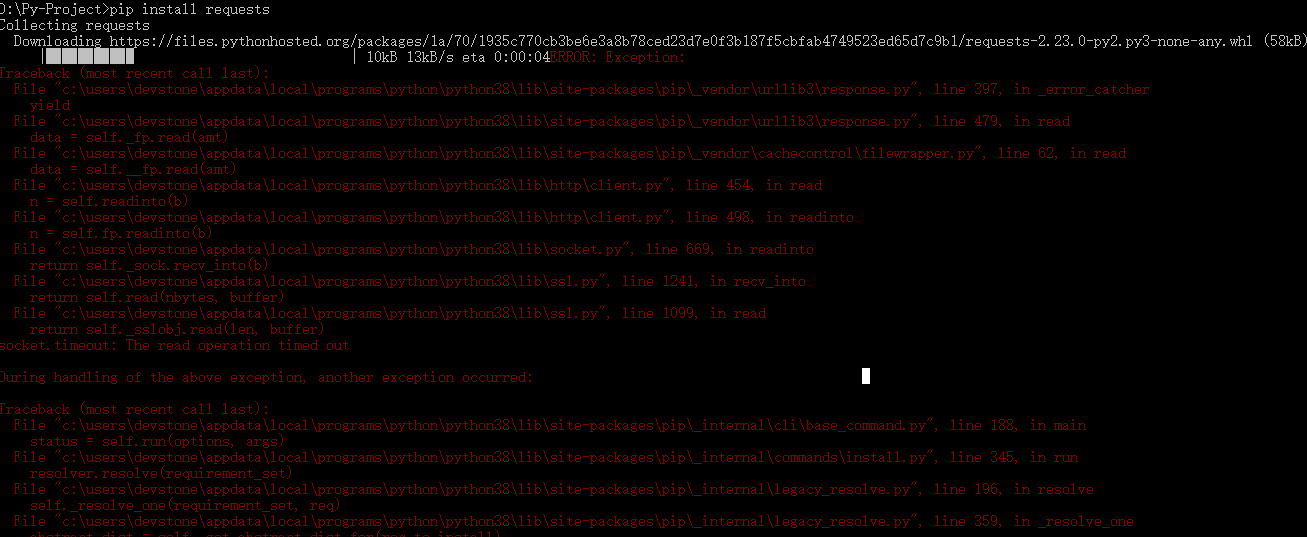 D:\Py-Project>pip install requests
Collecting requests
Downloading https://files.pythonhosted.org/packages/1a/70/1935c770cb3be6e3a8b78ced23d7e0f3b187f5cbfab4749523ed65d7c9b1/requests-2.23.0-py2.py3-none-any.whl (58kB)
| | 10kB 13kB/s eta 0:00:04ERROR: Exception:
Traceback (most recent call last):
File "c:\users\devstone\appdata\local\programs\python\python38\lib\site-packages\pip\_vendor\urllib3\response.py", line 397, in _error_catcher
yield
File "c:\users\devstone\appdata\local\programs\python\python38\lib\site-packages\pip\_vendor\urllib3\response.py", line 479, in read
data = self._fp.read(amt)
File "c:\users\devstone\appdata\local\programs\python\python38\lib\site-packages\pip\_vendor\cachecontrol\filewrapper.py", line 62, in read
data = self.__fp.read(amt)
File "c:\users\devstone\appdata\local\programs\python\python38\lib\http\client.py", line 454, in read
n = self.readinto(b)
File "c:\users\devstone\appdata\local\programs\python\python38\lib\http\client.py", line 498, in readinto
n = self.fp.readinto(b)
File "c:\users\devstone\appdata\local\programs\python\python38\lib\socket.py", line 669, in readinto
return self._sock.recv_into(b)
File "c:\users\devstone\appdata\local\programs\python\python38\lib\ssl.py", line 1241, in recv_into
return self.read(nbytes, buffer)
File "c:\users\devstone\appdata\local\programs\python\python38\lib\ssl.py", line 1099, in read
return self._sslobj.read(len, buffer)
socket.timeout: The read operation timed out
During handling of the above exception, another exception occurred:
Traceback (most recent call last):
File "c:\users\devstone\appdata\local\programs\python\python38\lib\site-packages\pip\_internal\cli\base_command.py", line 188, in main
status = self.run(options, args)
File "c:\users\devstone\appdata\local\programs\python\python38\lib\site-packages\pip\_internal\commands\install.py", line 345, in run
resolver.resolve(requirement_set)
File "c:\users\devstone\appdata\local\programs\python\python38\lib\site-packages\pip\_internal\legacy_resolve.py", line 196, in resolve
self._resolve_one(requirement_set, req)
File "c:\users\devstone\appdata\local\programs\python\python38\lib\site-packages\pip\_internal\legacy_resolve.py", line 359, in _resolve_one
abstract_dist = self._get_abstract_dist_for(req_to_install)